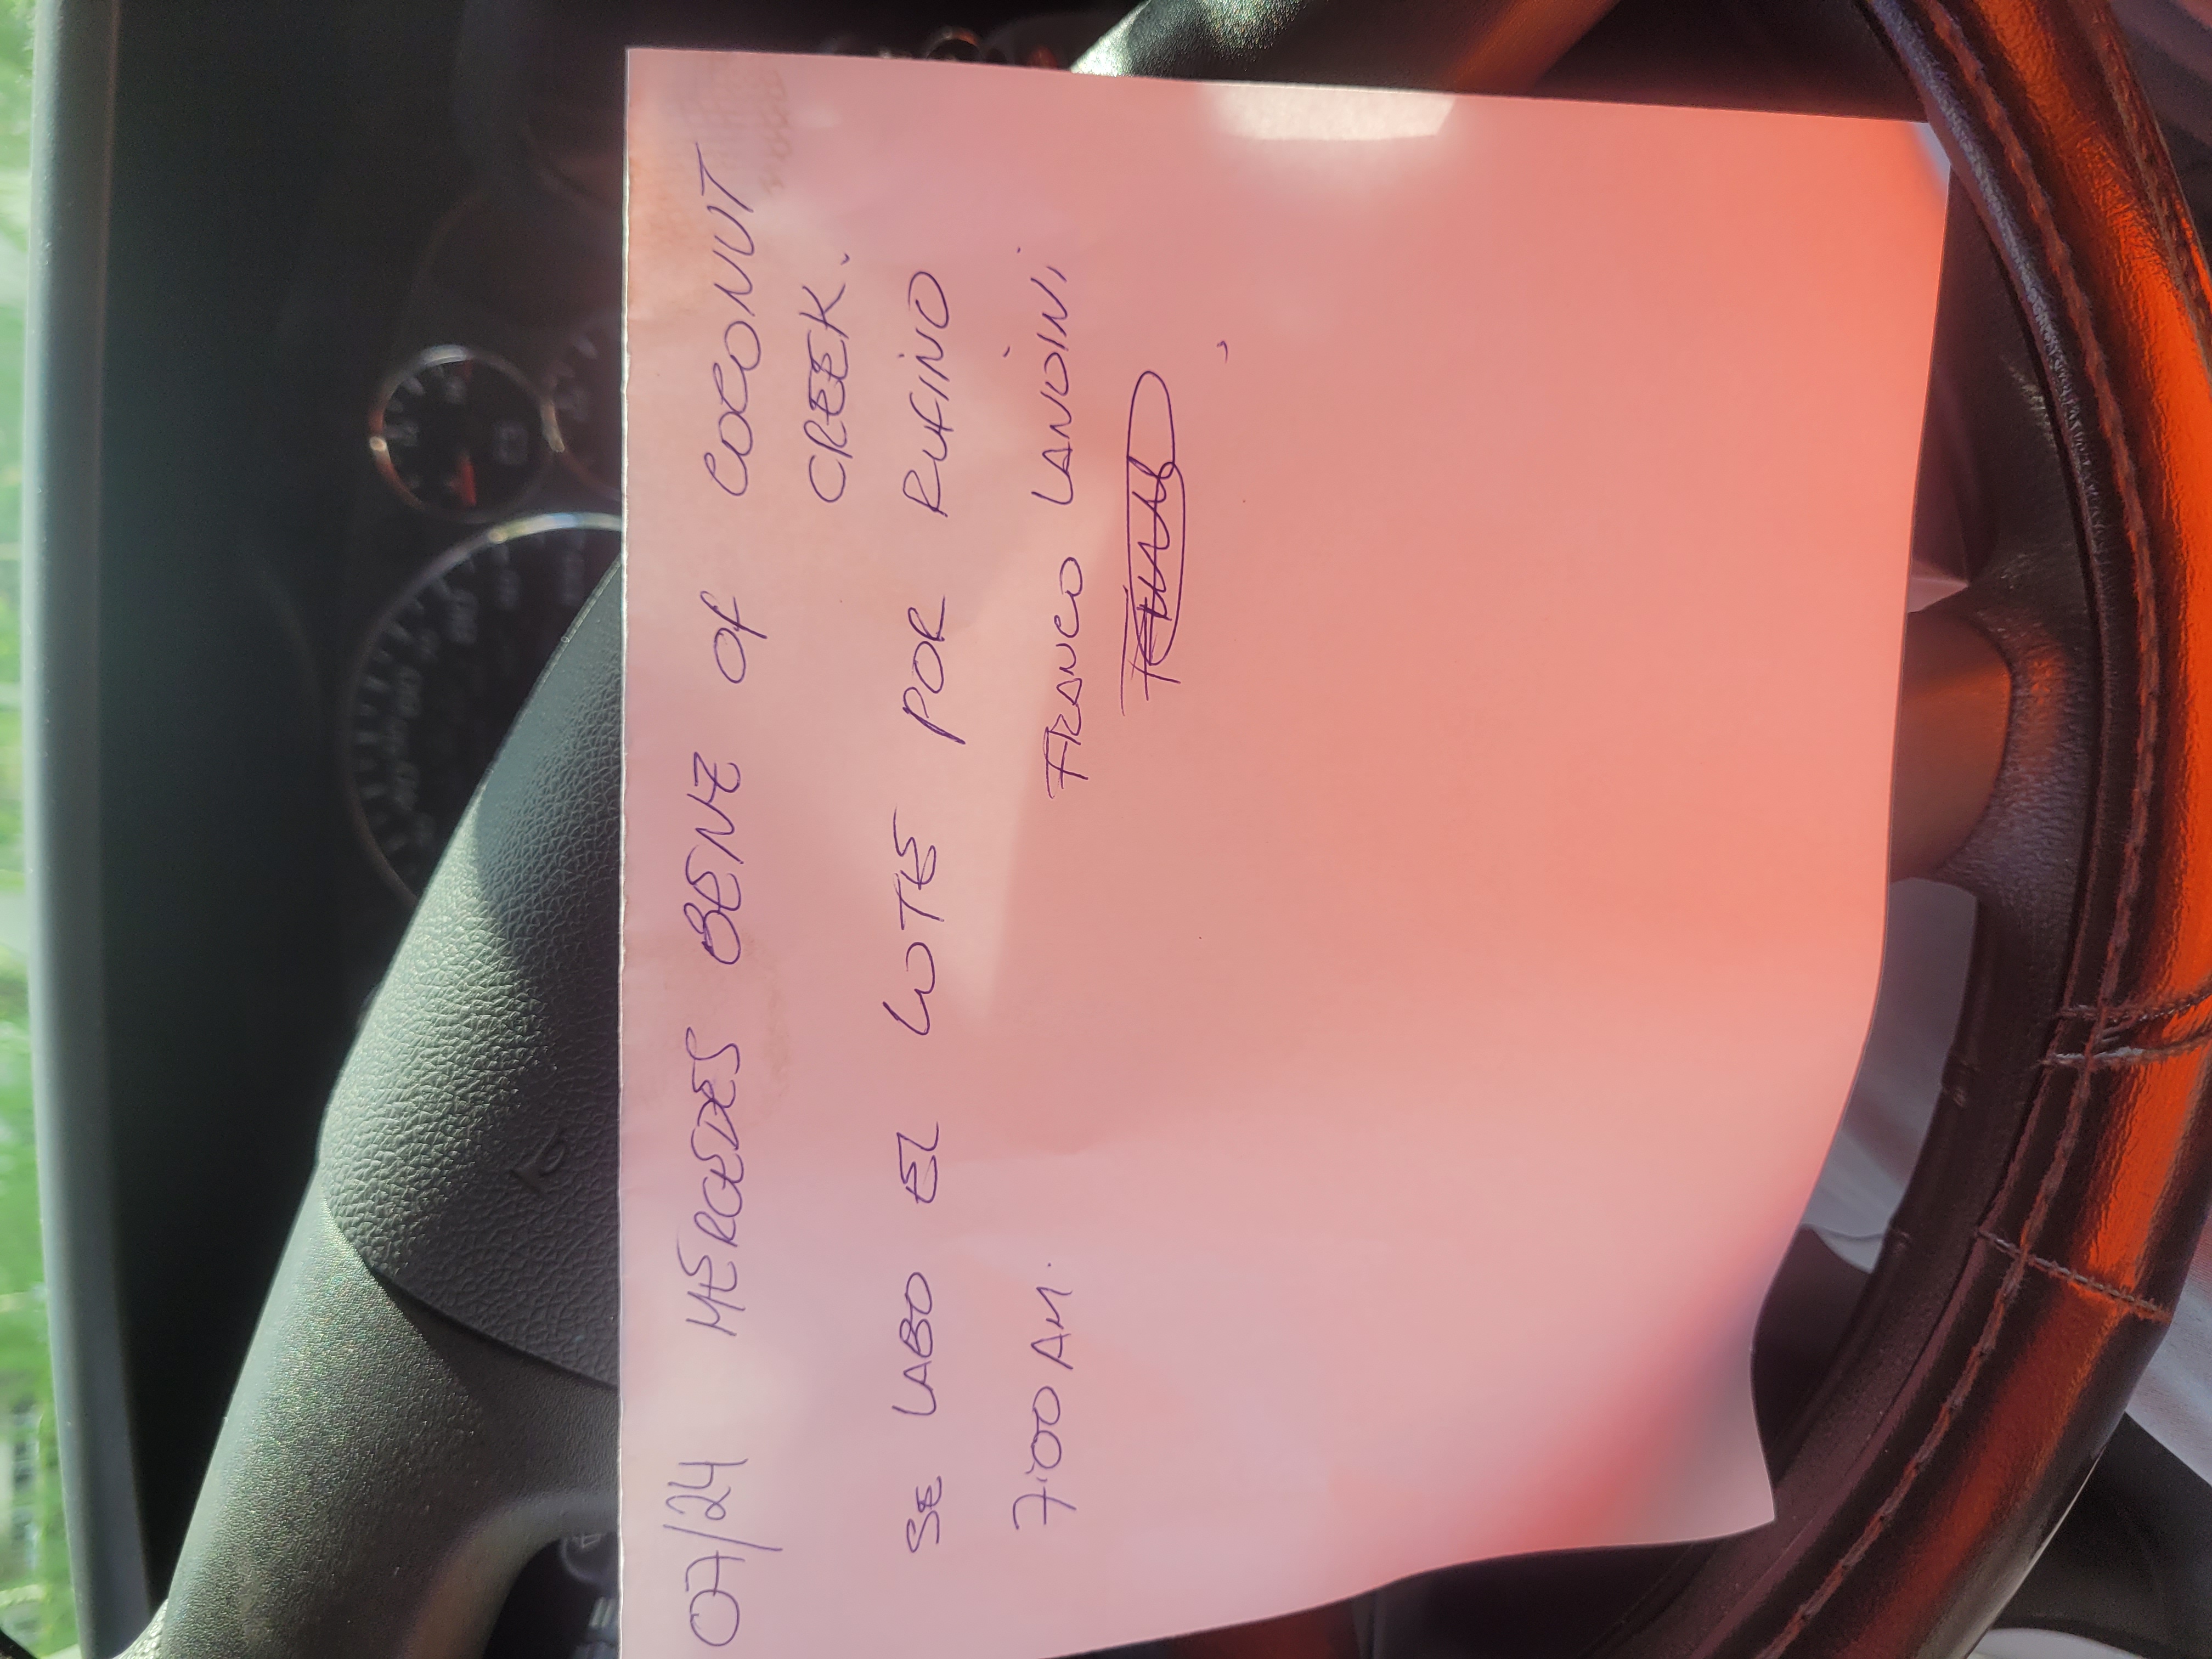 07/24 MERCEDES BENZ Of COCONUT
CREEK.
SE LABO EL LOTE POR RUFINO
7:00 AM. FRANCO LANDINI